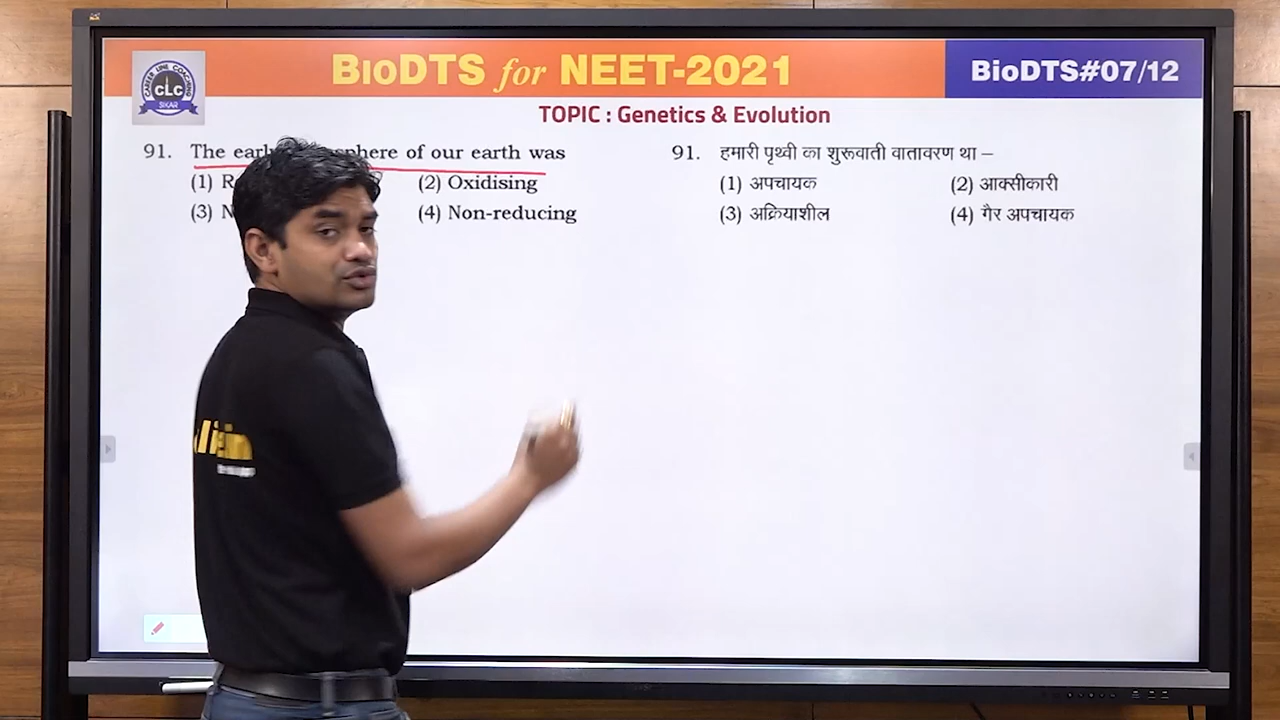 BIODTS for NEET-2021
BioDTS#07/12
CAREER LINE COACHING
CLC
SIKAR
TOPIC : Genetics & Evolution
91. The of our earth was
(1) (2) Oxidising
(3) (4) Non-reducing
91. हमारी पृथ्वी का शुरूवाती वातावरण था –
(1) अपचायक (2) आक्सीकारी
(3) अक्रियाशील (4) गैर अपचायक